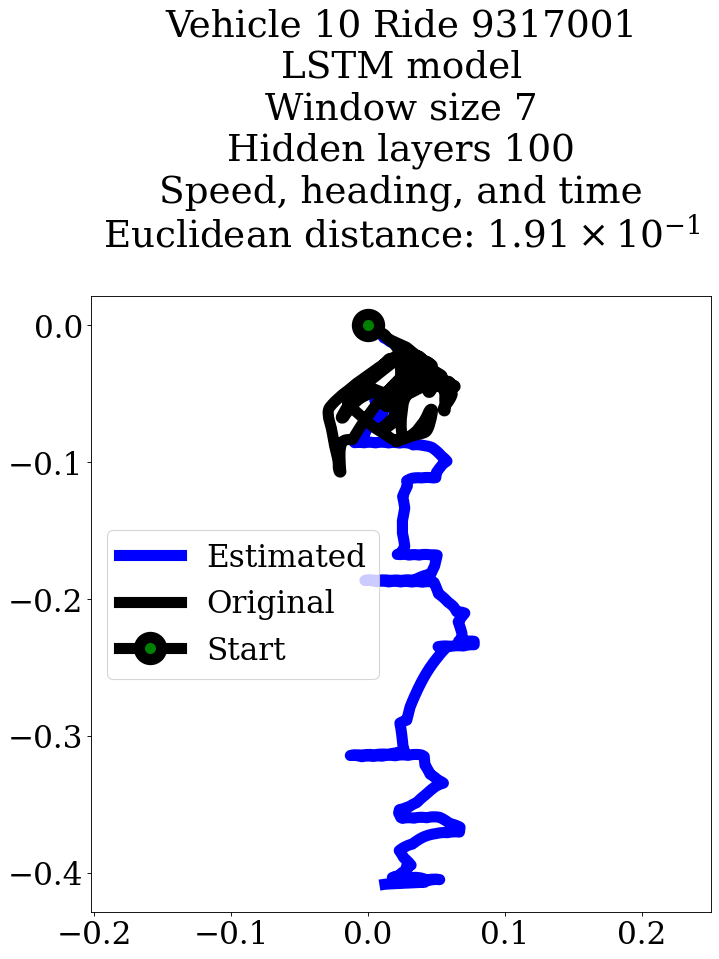 Vehicle 10 Ride 9317001
LSTM model
Window size 7
Hidden layers 100
Speed, heading, and time
Euclidean distance: 1.91 × 10⁻¹
0.0
−0.1
−0.2
−0.3
−0.4
Estimated
Original
Start
−0.2 −0.1 0.0 0.1 0.2